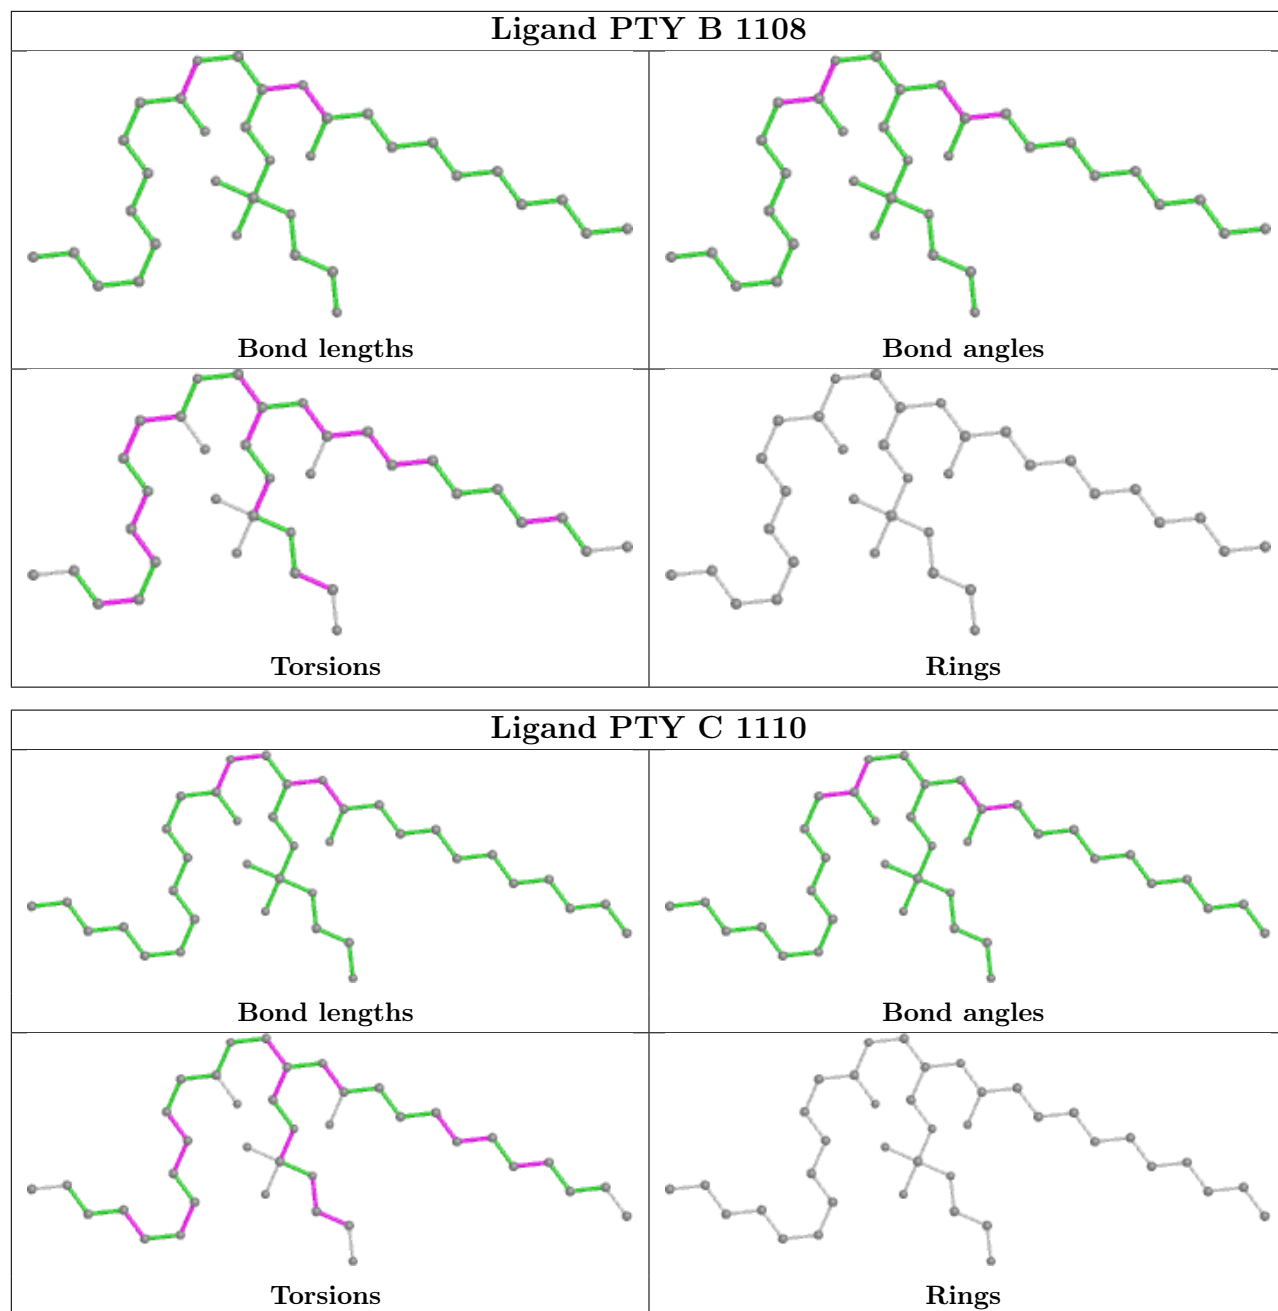 Ligand PTY B 1108
Bond lengths
Bond angles
Torsions
Rings
Ligand PTY C 1110
Bond lengths
Bond angles
Torsions
Rings